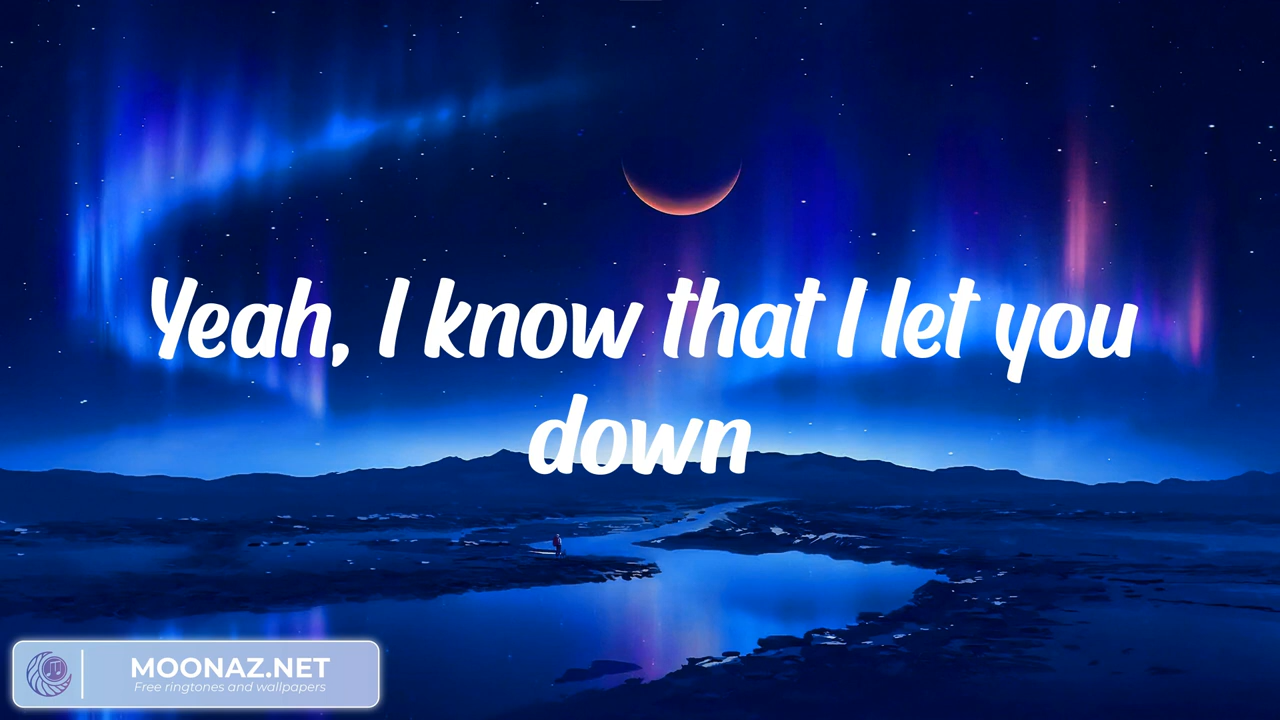 Yeah, I know that I let you
down
MOONAZ.NET
Free ringtones and wallpapers